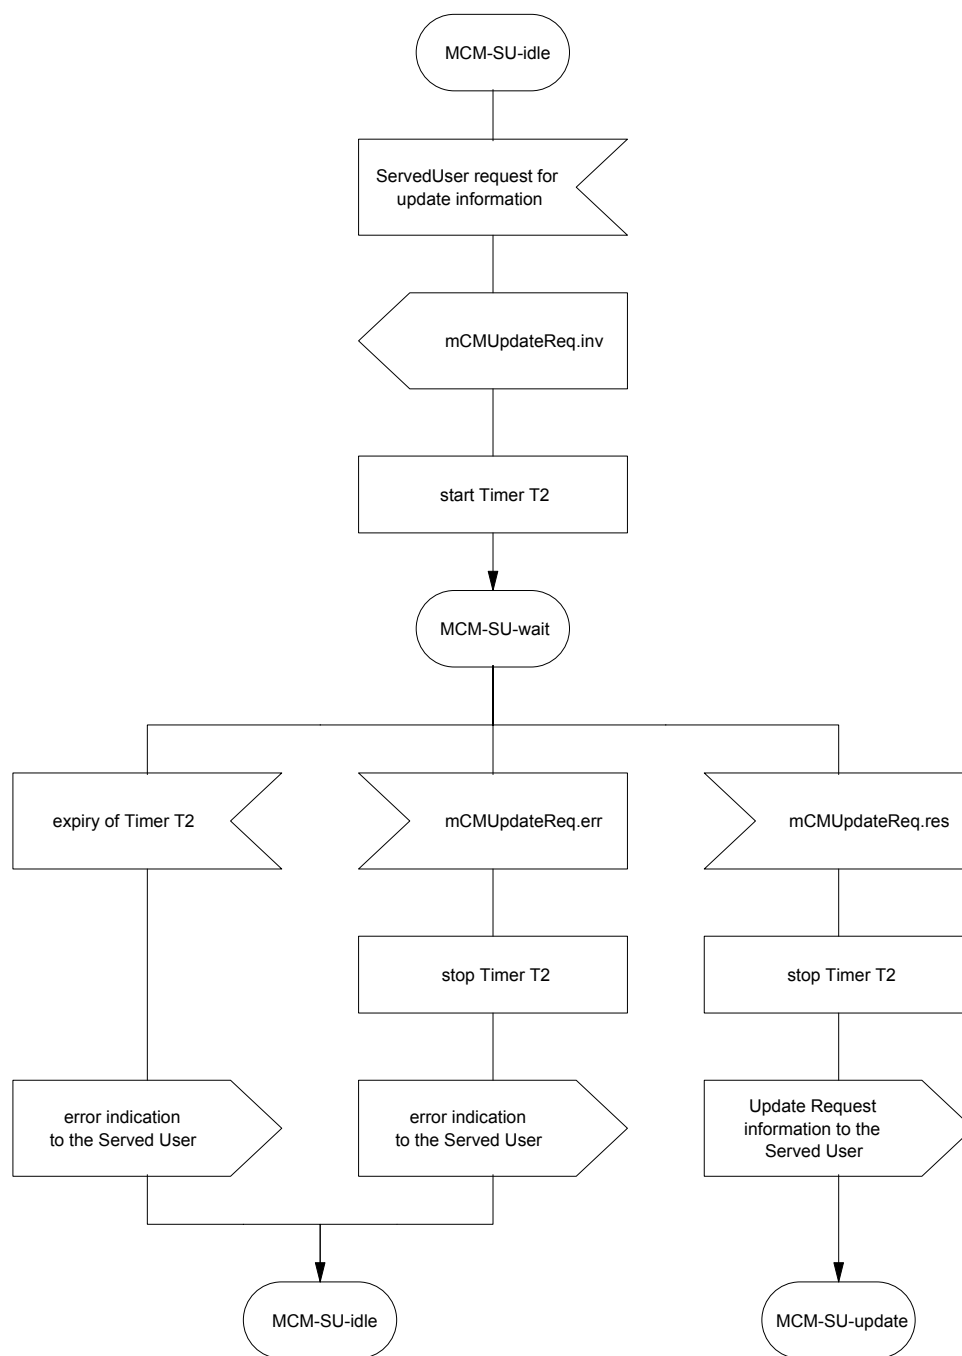 MCM-SU-idle
ServedUser request for
update information
mCMUpdateReq.inv
start Timer T2
MCM-SU-wait
expiry of Timer T2
mCMUpdateReq.err
mCMUpdateReq.res
stop Timer T2
stop Timer T2
error indication
to the Served User
error indication
to the Served User
Update Request
information to the
Served User
MCM-SU-idle
MCM-SU-update